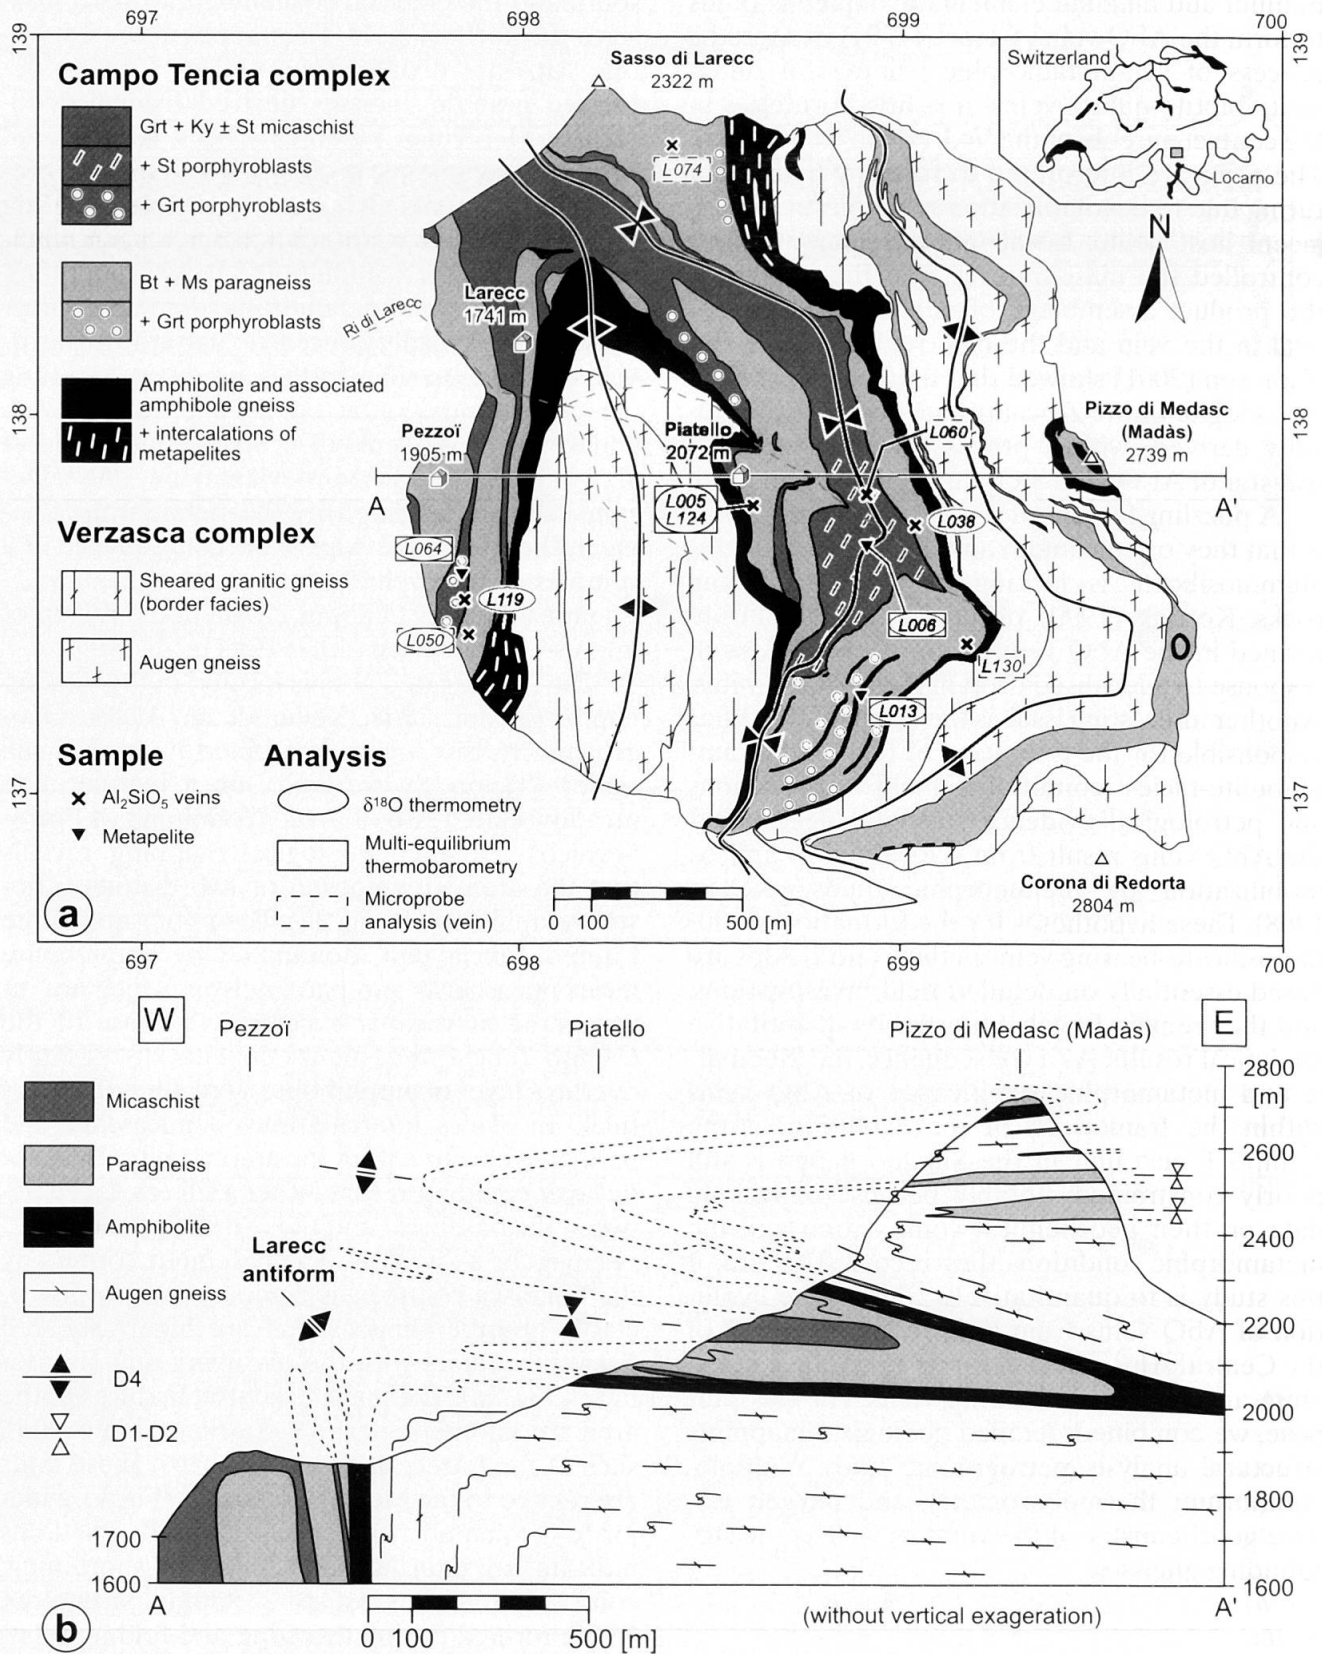 697
698
699
700
139
139
Campo Tencia complex
Grt + Ky ± St micaschist
+ St porphyroblasts
+ Grt porphyroblasts
Bt + Ms paragneiss
+ Grt porphyroblasts
Amphibolite and associated
amphibole gneiss
+ intercalations of
metapelites
Verzasca complex
Sheared granitic gneiss
(border facies)
Augen gneiss
Sample
Al₂SiO₅ veins
Metapelite
Analysis
δ¹⁸O thermometry
Multi-equilibrium
thermobarometry
Microprobe
analysis (vein)
Sasso di Larecc
2322 m
L074
Switzerland
Locarno
N
Larecc
1741 m
Ri di Larecc
138
138
Pezzoï
1905 m
Piatello
2072 m
L060
Pizzo di Medasc
(Madàs)
2739 m
A
A'
L005
L124
L038
L064
L119
L050
L006
L130
L013
137
137
Corona di Redorta
2804 m
0 100 500 [m]
a
697
698
699
700
W
Pezzoï
Piatello
Pizzo di Medasc (Madàs)
E
2800
[m]
2600
2400
2200
2000
1800
1600
Micaschist
Paragneiss
Amphibolite
Augen gneiss
D4
D1-D2
Larecc
antiform
1700
1600
A
A'
0 100 500 [m]
(without vertical exageration)
b